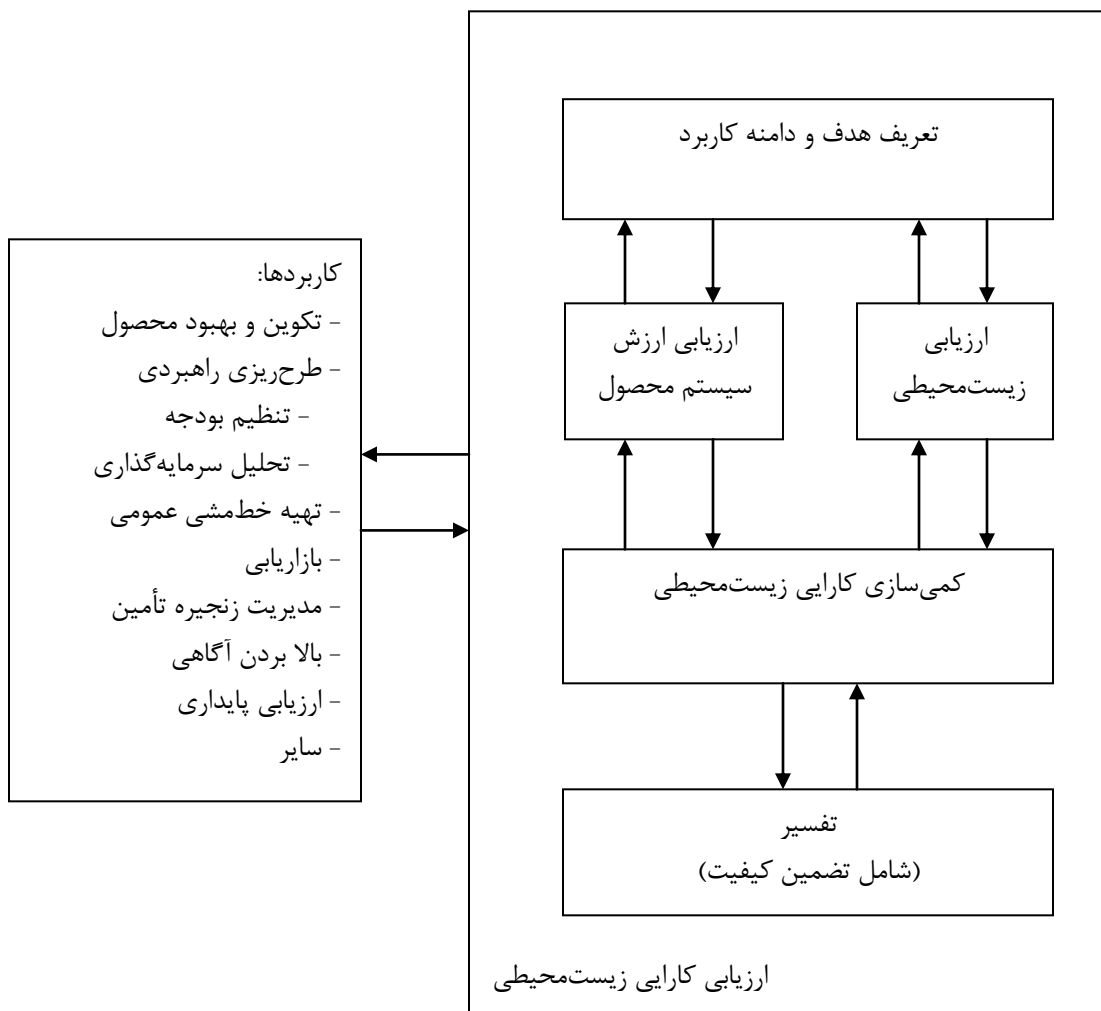 تعریف هدف و دامنه کاربرد
ارزیابی
زیست‌محیطی
ارزیابی ارزش
سیستم محصول
کمی‌سازی کارایی زیست‌محیطی
تفسیر
(شامل تضمین کیفیت)
ارزیابی کارایی زیست‌محیطی
کاربردها:
- تکوین و بهبود محصول
- طرح‌ریزی راهبردی
- تنظیم بودجه
- تحلیل سرمایه‌گذاری
- تهیه خط‌مشی عمومی
- بازاریابی
- مدیریت زنجیره تأمین
- بالا بردن آگاهی
- ارزیابی پایداری
- سایر